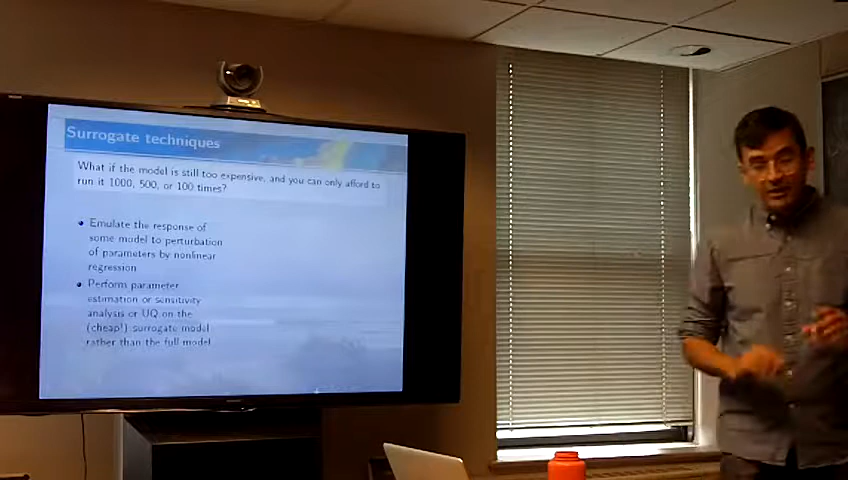 Surrogate techniques
What if the model is still too expensive, and you can only afford to
run it 1000, 500, or 100 times?
Emulate the response of
some model to perturbation
of parameters by nonlinear
regression
Perform parameter
estimation or sensitivity
analysis or UQ on the
(cheap!) surrogate model
rather than the full model